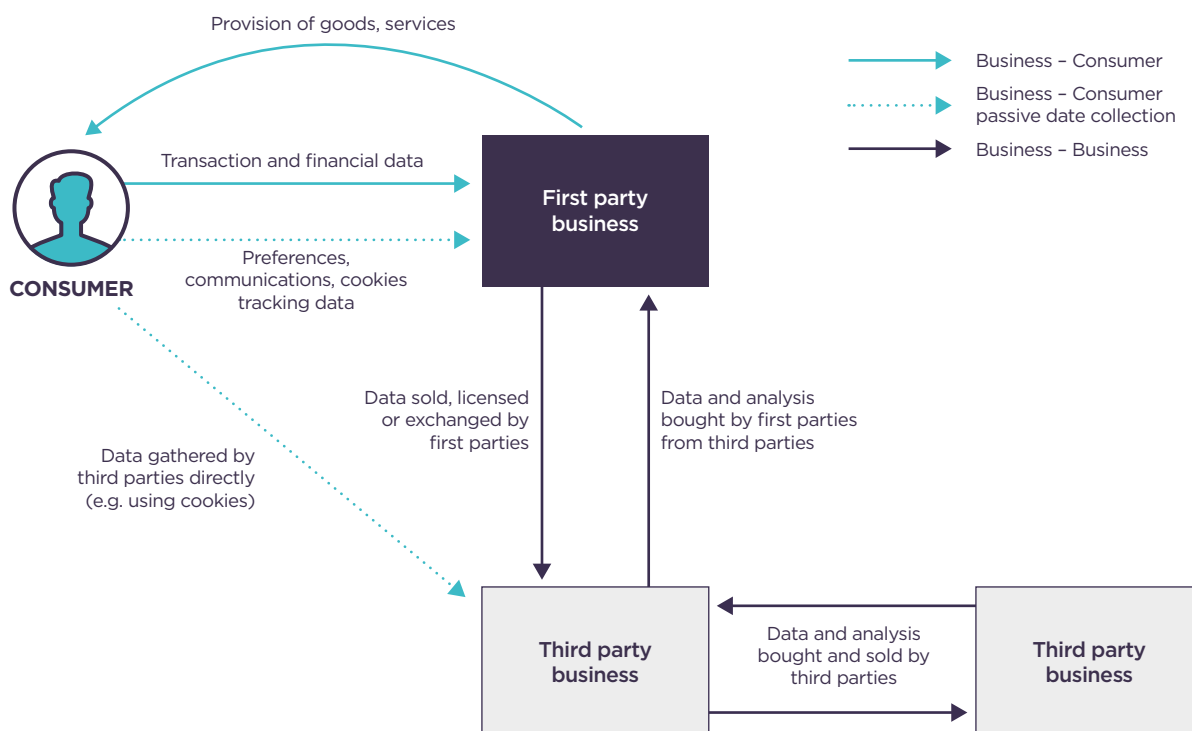 Provision of goods, services
Business – Consumer
Business – Consumer
passive date collection
Business – Business
Transaction and financial data
First party
business
Preferences,
communications, cookies
tracking data
CONSUMER
Data sold, licensed
or exchanged by
first parties
Data and analysis
bought by first parties
from third parties
Data gathered by
third parties directly
(e.g. using cookies)
Third party
business
Data and analysis
bought and sold by
third parties
Third party
business